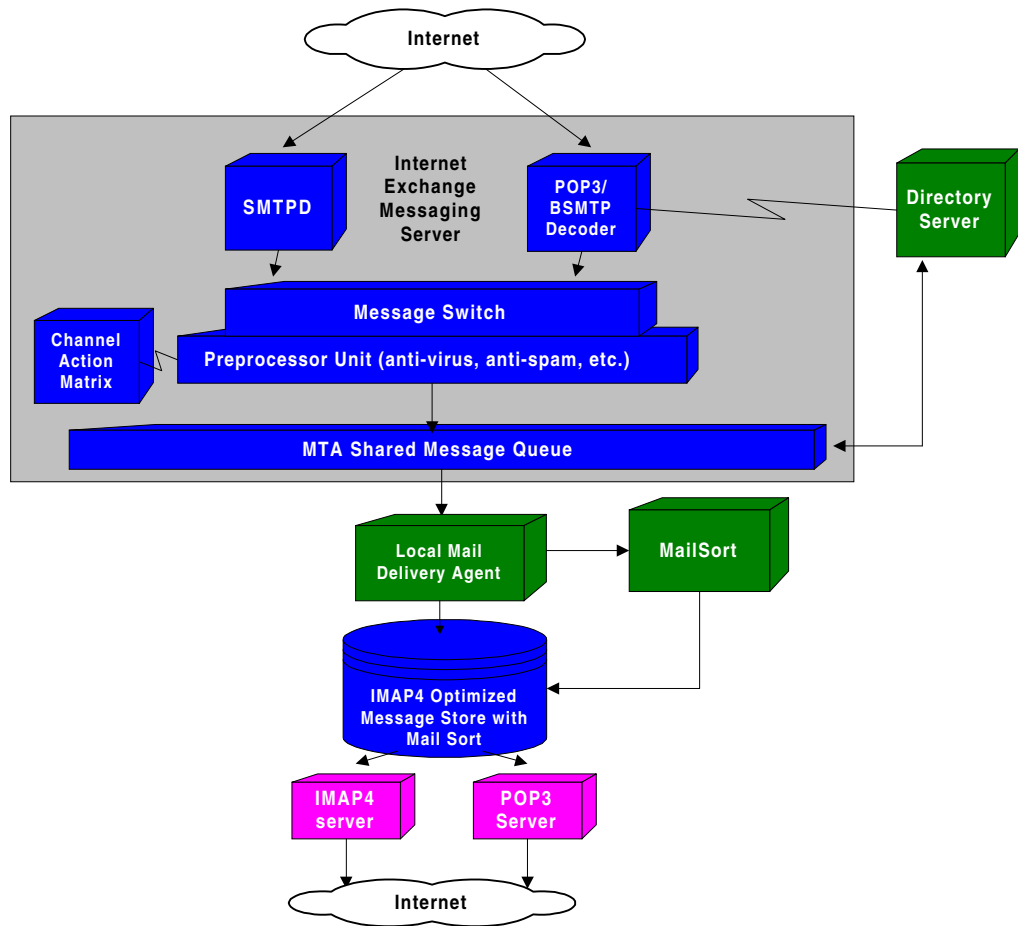 Internet
Internet
Exchange
Messaging
Server
SMTPD
POP3/
BSMTP
Decoder
Directory
Server
Message Switch
Channel
Action
Matrix
Preprocessor Unit (anti-virus, anti-spam, etc.)
MTA Shared Message Queue
Local Mail
Delivery Agent
MailSort
IMAP4 Optimized
Message Store with
Mail Sort
IMAP4
server
POP3
Server
Internet